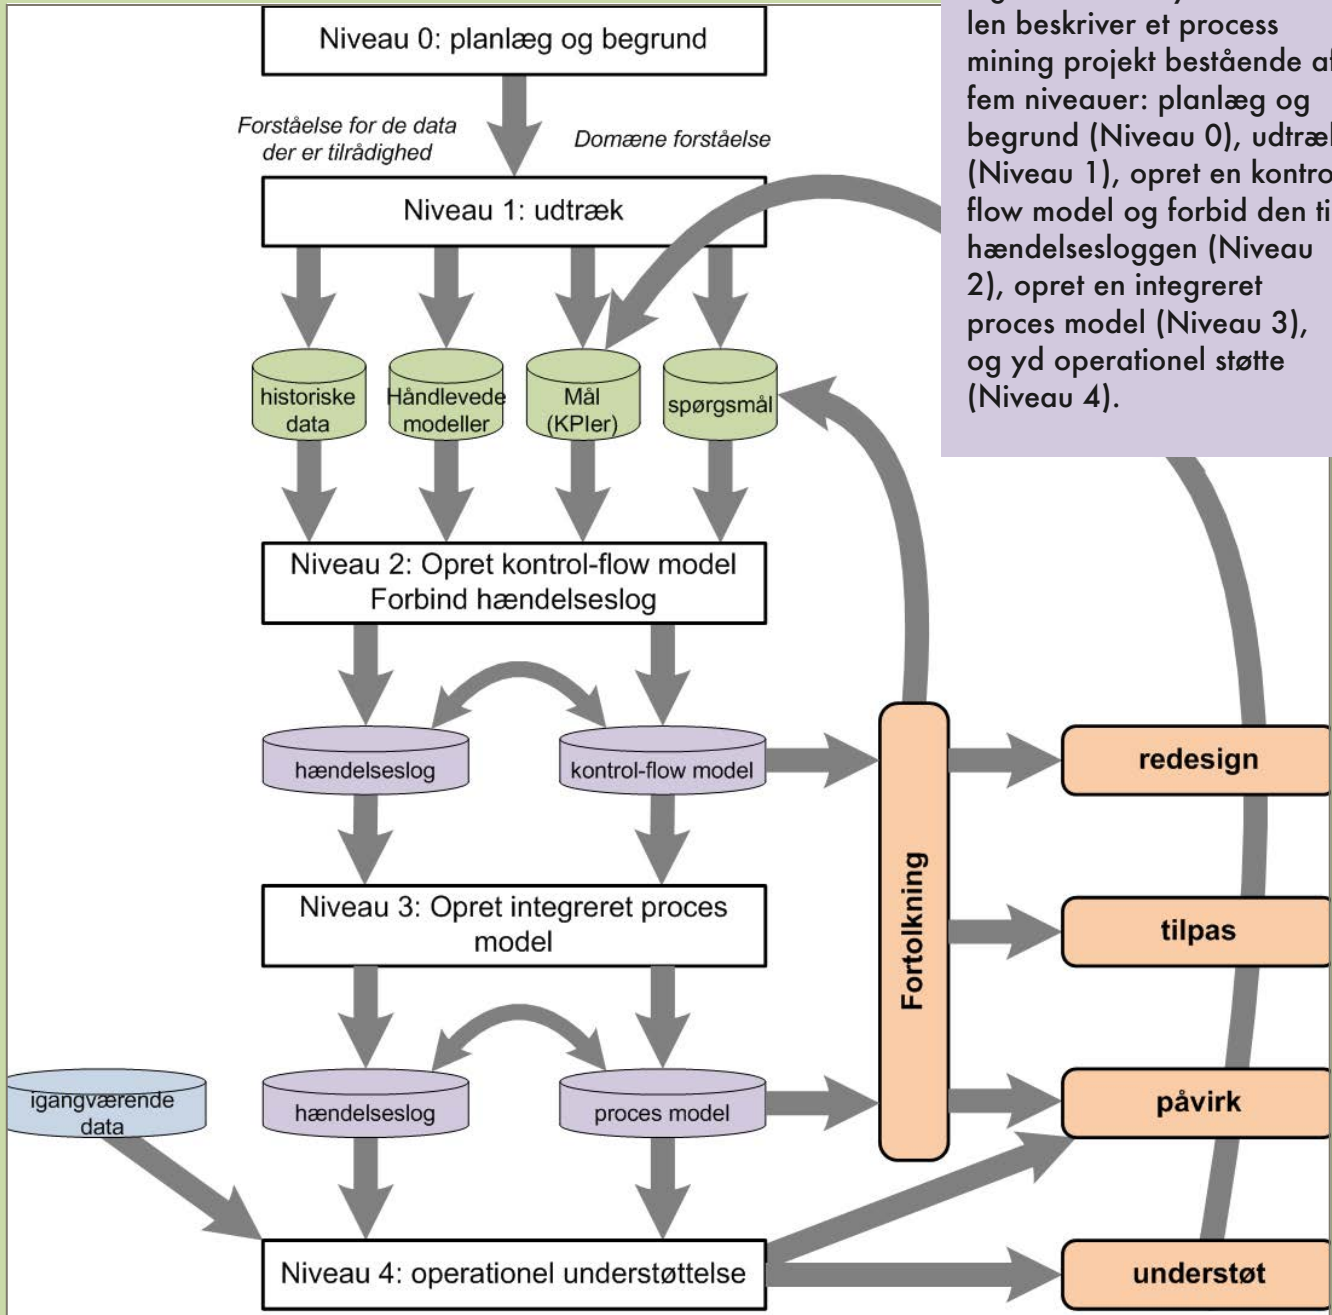 len beskriver et process
mining projekt bestående af
fem niveauer: planlæg og
begrund (Niveau 0), udtræk
(Niveau 1), opret en kontrol
flow model og forbid den til
hændelsesloggen (Niveau
2), opret en integreret
proces model (Niveau 3),
og yd operationel støtte
(Niveau 4).
Niveau 0: planlæg og begrund
Forståelse for de data
der er tilrådighed
Domæne forståelse
Niveau 1: udtræk
historiske
data
Håndlevede
modeller
Mål
(KPIer)
spørgsmål
Niveau 2: Opret kontrol-flow model
Forbind hændelseslog
hændelseslog
kontrol-flow model
Fortolkning
redesign
Niveau 3: Opret integreret proces
model
tilpas
igangværende
data
hændelseslog
proces model
påvirk
Niveau 4: operationel understøttelse
understøt